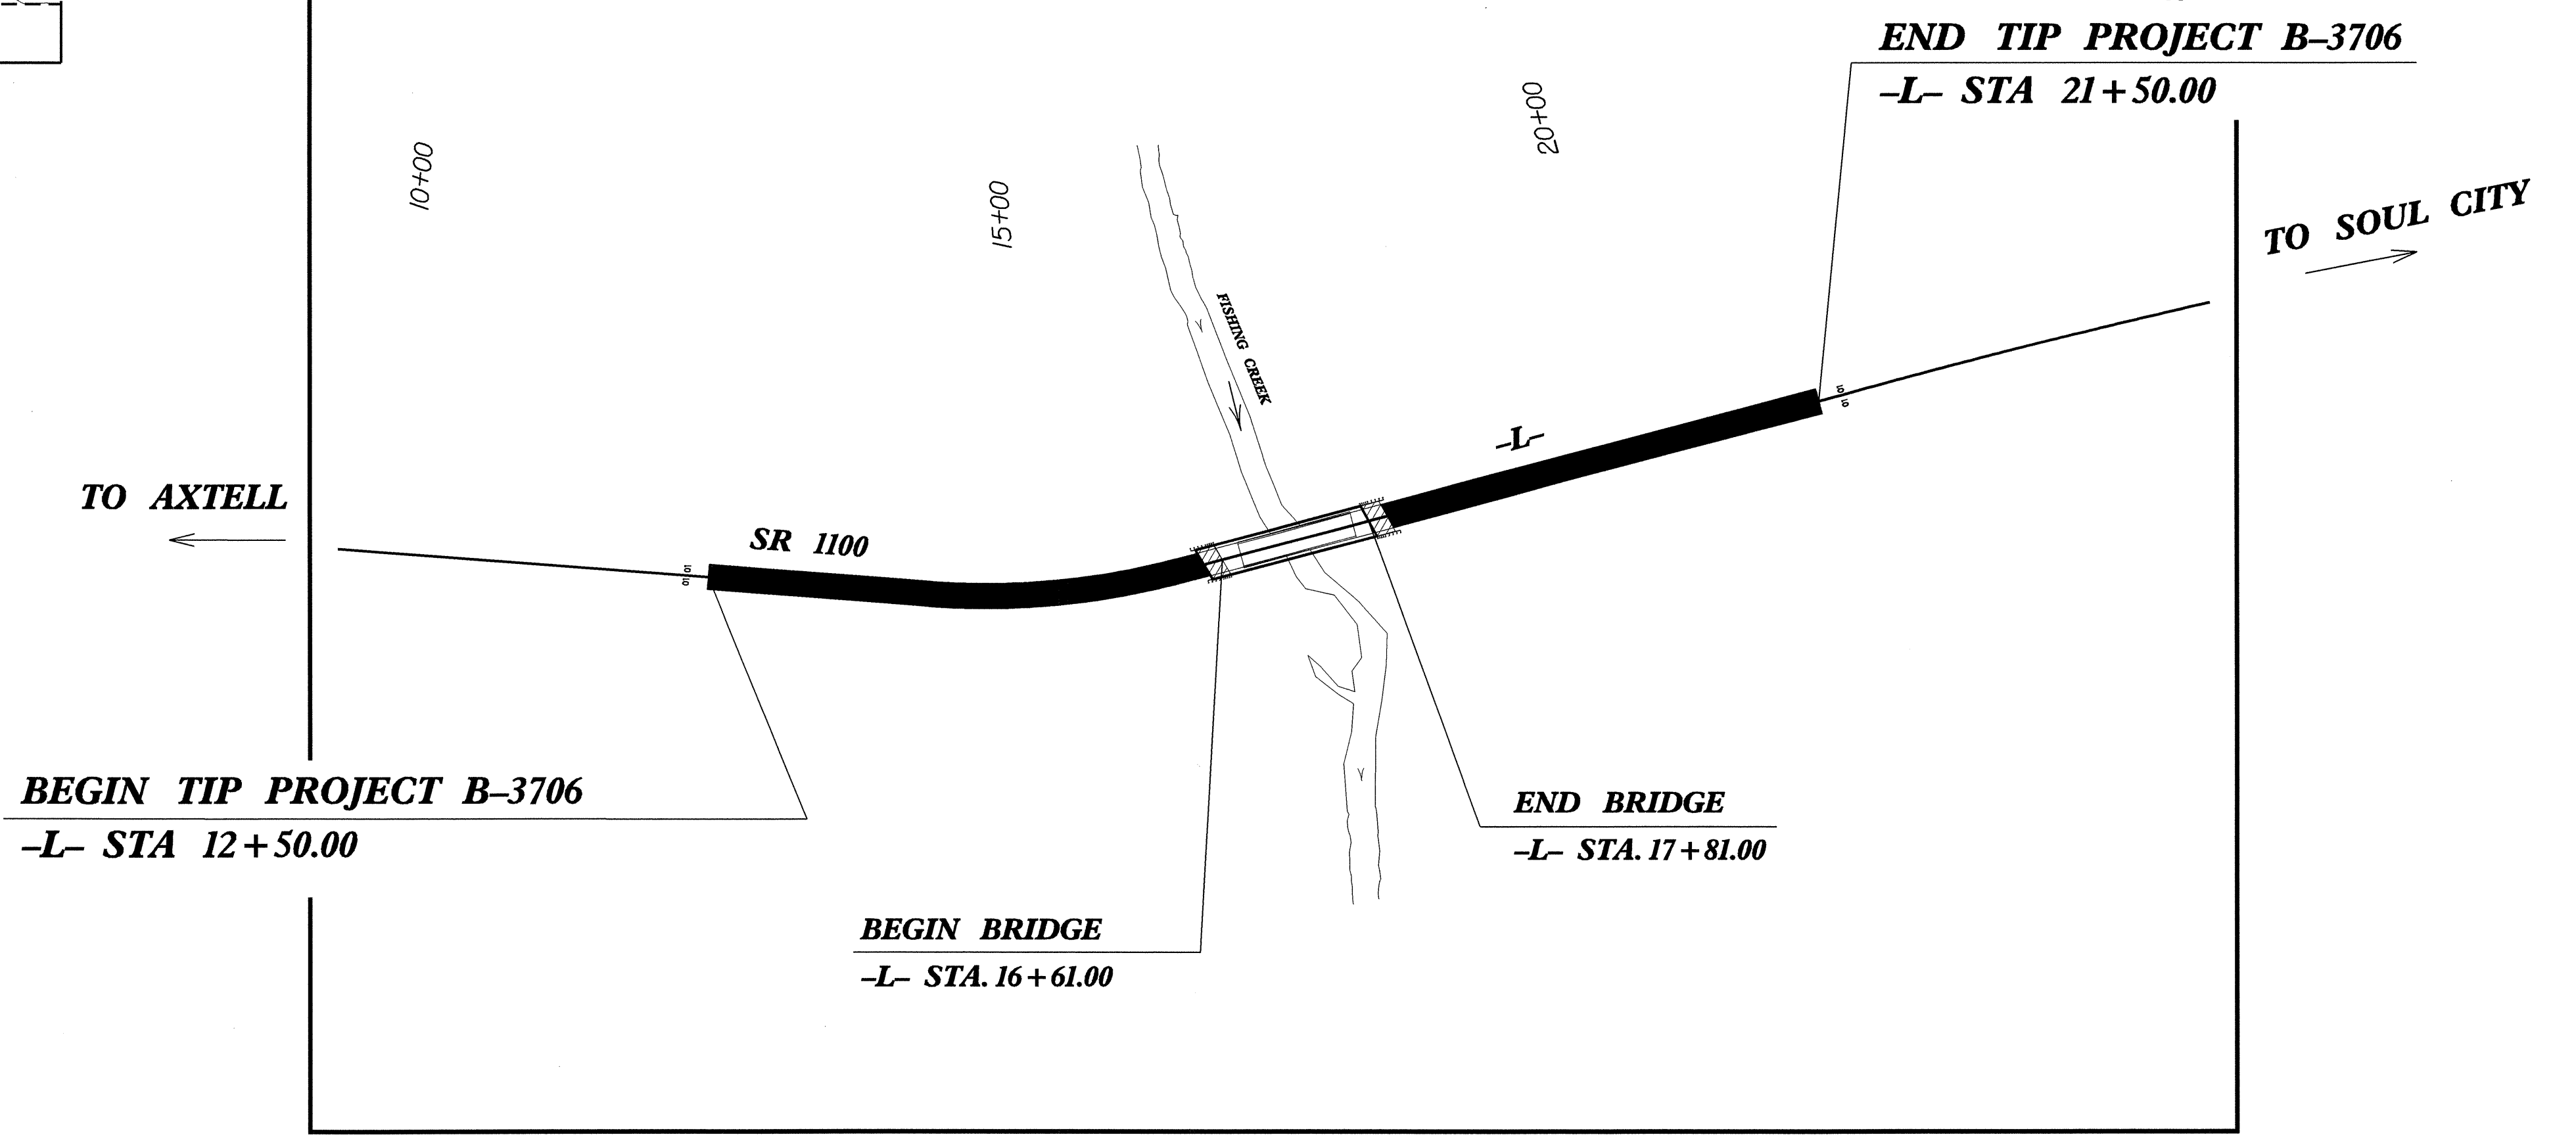 END TIP PROJECT B–3706
–L– STA 21+50.00
10+00
15+00
20+00
TO SOUL CITY
FISHING CREEK
–L–
TO AXTELL
SR 1100
BEGIN TIP PROJECT B–3706
–L– STA 12+50.00
END BRIDGE
–L– STA. 17+81.00
BEGIN BRIDGE
–L– STA. 16+61.00